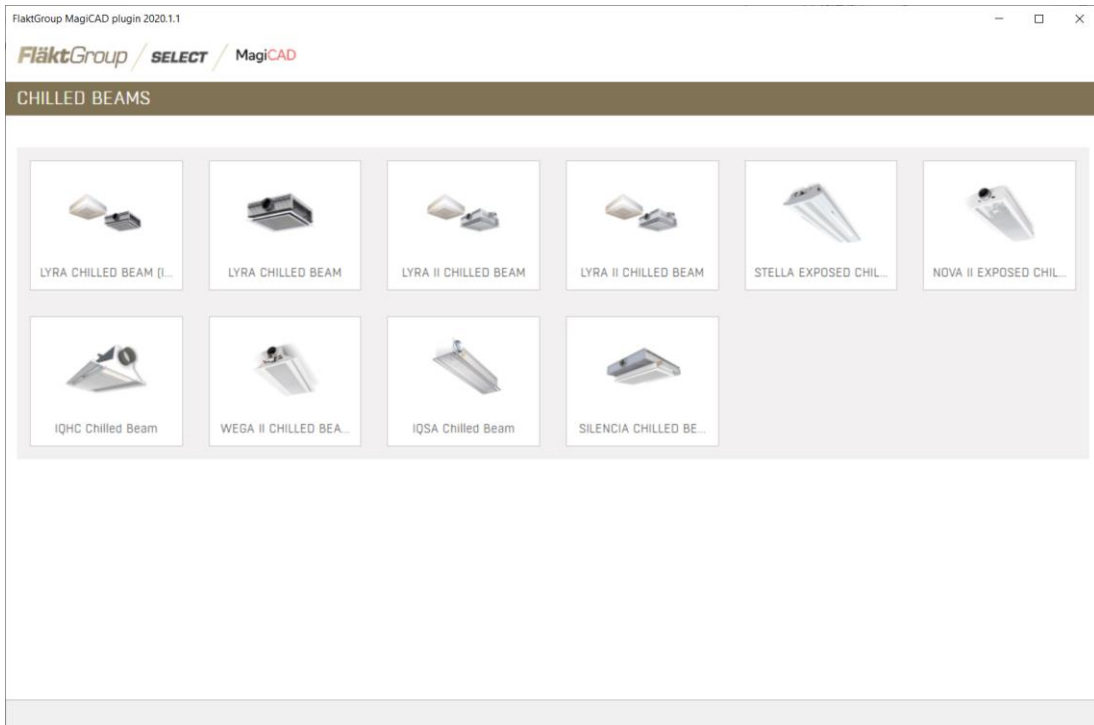 FlaktGroup MagiCAD plugin 2020.1.1
FläktGroup / SELECT / MagiCAD
CHILLED BEAMS
LYRA CHILLED BEAM (I...
LYRA CHILLED BEAM
LYRA II CHILLED BEAM
LYRA II CHILLED BEAM
STELLA EXPOSED CHIL...
NOVA II EXPOSED CHIL...
IQHC Chilled Beam
WEGA II CHILLED BEA...
IQSA Chilled Beam
SILENCIA CHILLED BE...